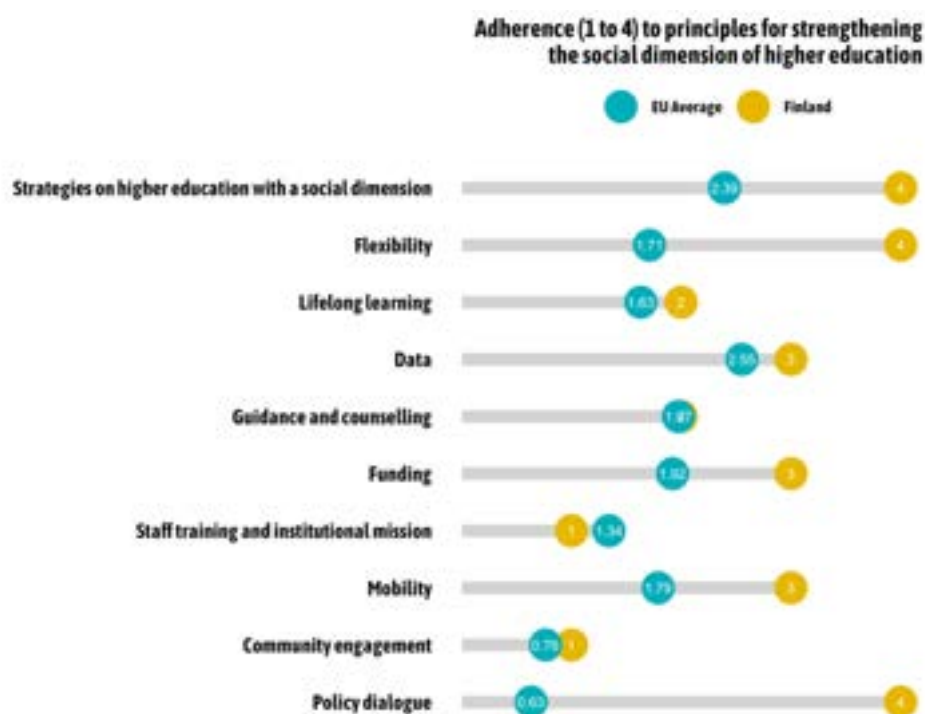 Adherence (1 to 4) to principles for strengthening
the social dimension of higher education
EU Average Finland
Strategies on higher education with a social dimension 2.39 4
Flexibility 1.71 4
Lifelong learning 1.63 2
Data 2.55 3
Guidance and counselling 1.97
Funding 1.92 3
Staff training and institutional mission 1 1.34
Mobility 1.79 3
Community engagement 0.76 1
Policy dialogue 0.63 4